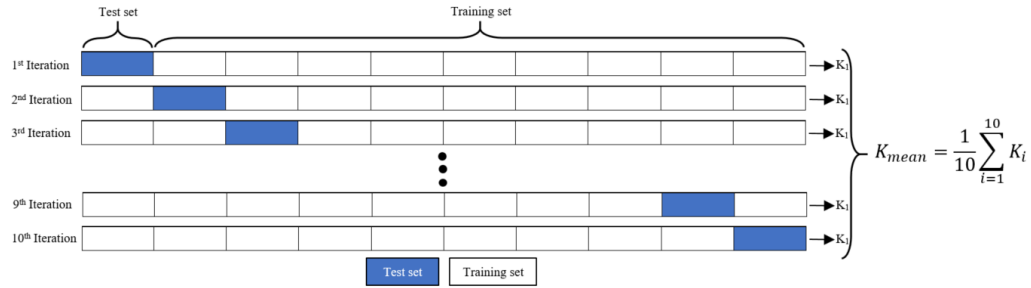 Test set
Training set
1st Iteration
K1
2nd Iteration
K1
3rd Iteration
K1
9th Iteration
K1
10th Iteration
K1
Kmean = 1/10 10∑i=1 Ki
Test set
Training set